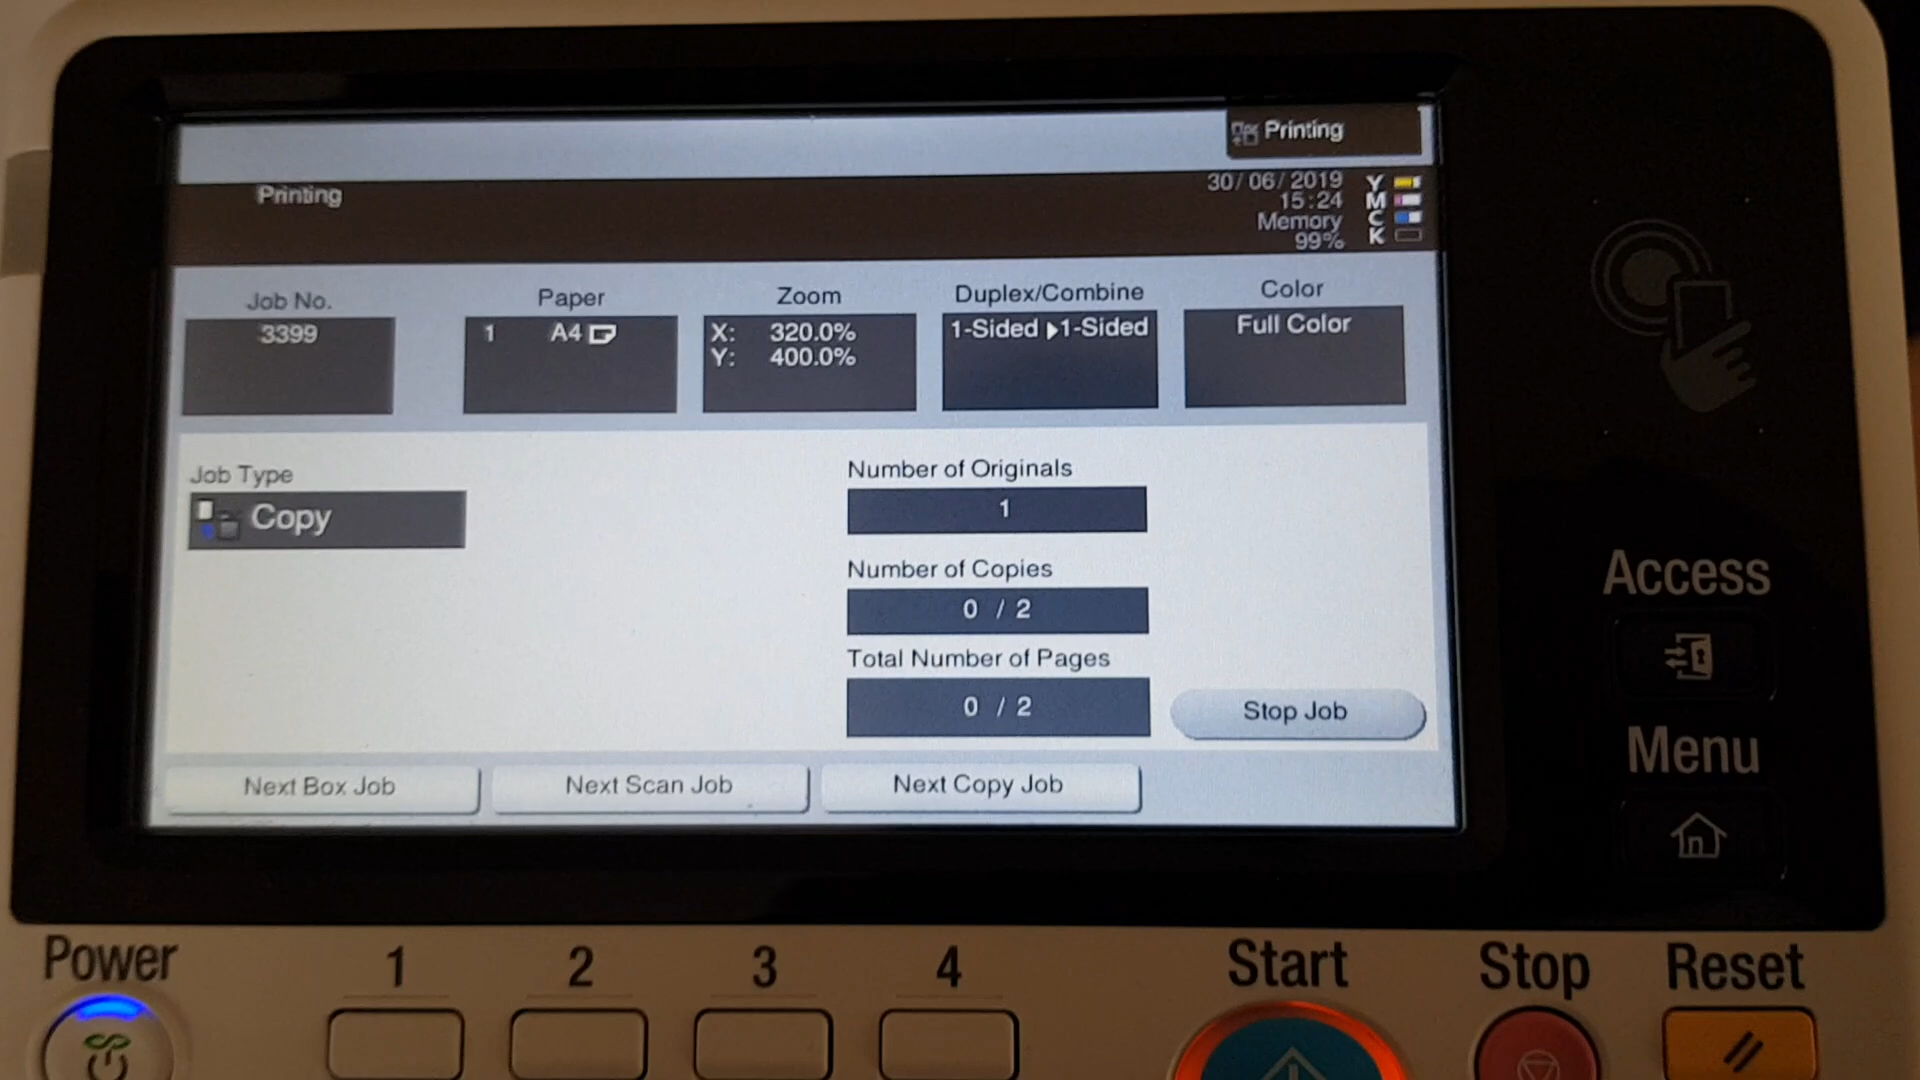 Printing
Printing
30/06/2019
15:24
Memory
99%
Y
M
C
K
Job No.
3399
Paper
1 A4
Zoom
X: 320.0%
Y: 400.0%
Duplex/Combine
1-Sided ▸1-Sided
Color
Full Color
Job Type
Copy
Number of Originals
1
Number of Copies
0 / 2
Total Number of Pages
0 / 2
Stop Job
Next Box Job
Next Scan Job
Next Copy Job
Access
Menu
Power
1
2
3
4
Start
Stop
Reset